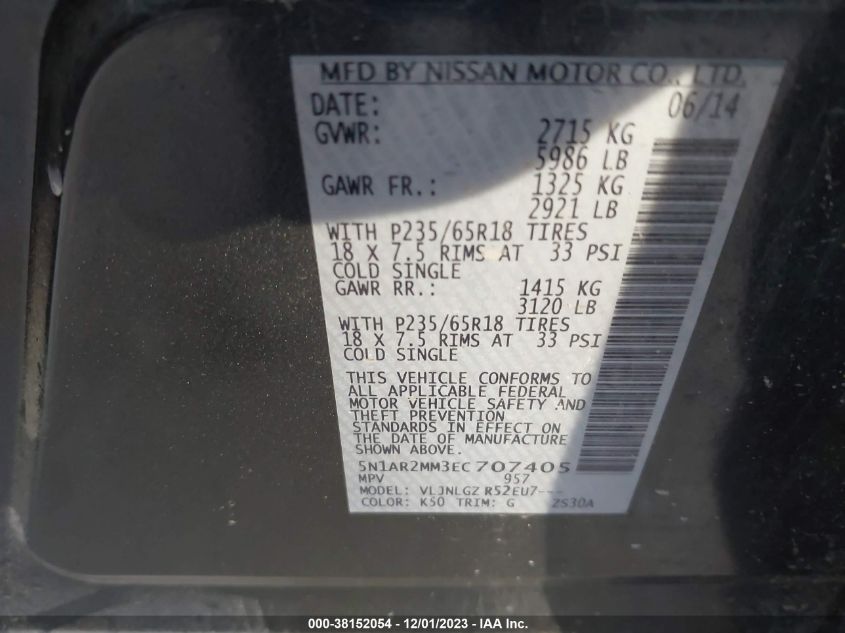 MFD BY NISSAN MOTOR CO., LTD.
DATE: 06/14
GVWR: 2715 KG
5986 LB
GAWR FR.: 1325 KG
2921 LB
WITH P235/65R18 TIRES
18 X 7.5 RIMS AT 33 PSI
COLD SINGLE
GAWR RR.: 1415 KG
3120 LB
WITH P235/65R18 TIRES
18 X 7.5 RIMS AT 33 PSI
COLD SINGLE
THIS VEHICLE CONFORMS TO
ALL APPLICABLE FEDERAL
MOTOR VEHICLE SAFETY AND
THEFT PREVENTION
STANDARDS IN EFFECT ON
THE DATE OF MANUFACTURE
SHOWN ABOVE.
5N1AR2MM3EC707405
MPV 957
MODEL: VLJNLGZ R52EU7---
COLOR: K50 TRIM: G ZS30A
000-38152054 - 12/01/2023 - IAA Inc.